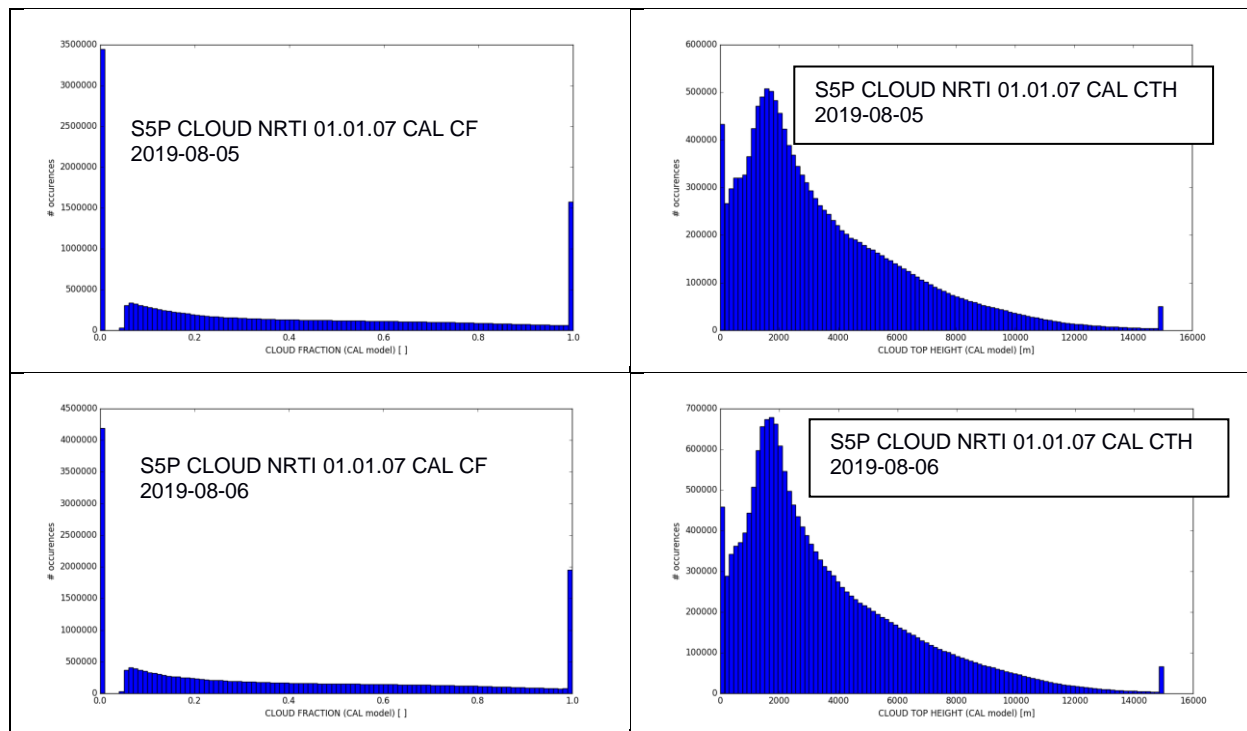 3500000
3000000
2500000
2000000
1500000
1000000
500000
0
# occurences
S5P CLOUD NRTI 01.01.07 CAL CF
2019-08-05
0.0 0.2 0.4 0.6 0.8 1.0
CLOUD FRACTION (CAL model) [ ]
600000
500000
400000
300000
200000
100000
0
# occurences
S5P CLOUD NRTI 01.01.07 CAL CTH
2019-08-05
0 2000 4000 6000 8000 10000 12000 14000 16000
CLOUD TOP HEIGHT (CAL model) [m]
4500000
4000000
3500000
3000000
2500000
2000000
1500000
1000000
500000
0
# occurences
S5P CLOUD NRTI 01.01.07 CAL CF
2019-08-06
0.0 0.2 0.4 0.6 0.8 1.0
CLOUD FRACTION (CAL model) [ ]
700000
600000
500000
400000
300000
200000
100000
0
# occurences
S5P CLOUD NRTI 01.01.07 CAL CTH
2019-08-06
0 2000 4000 6000 8000 10000 12000 14000 16000
CLOUD TOP HEIGHT (CAL model) [m]